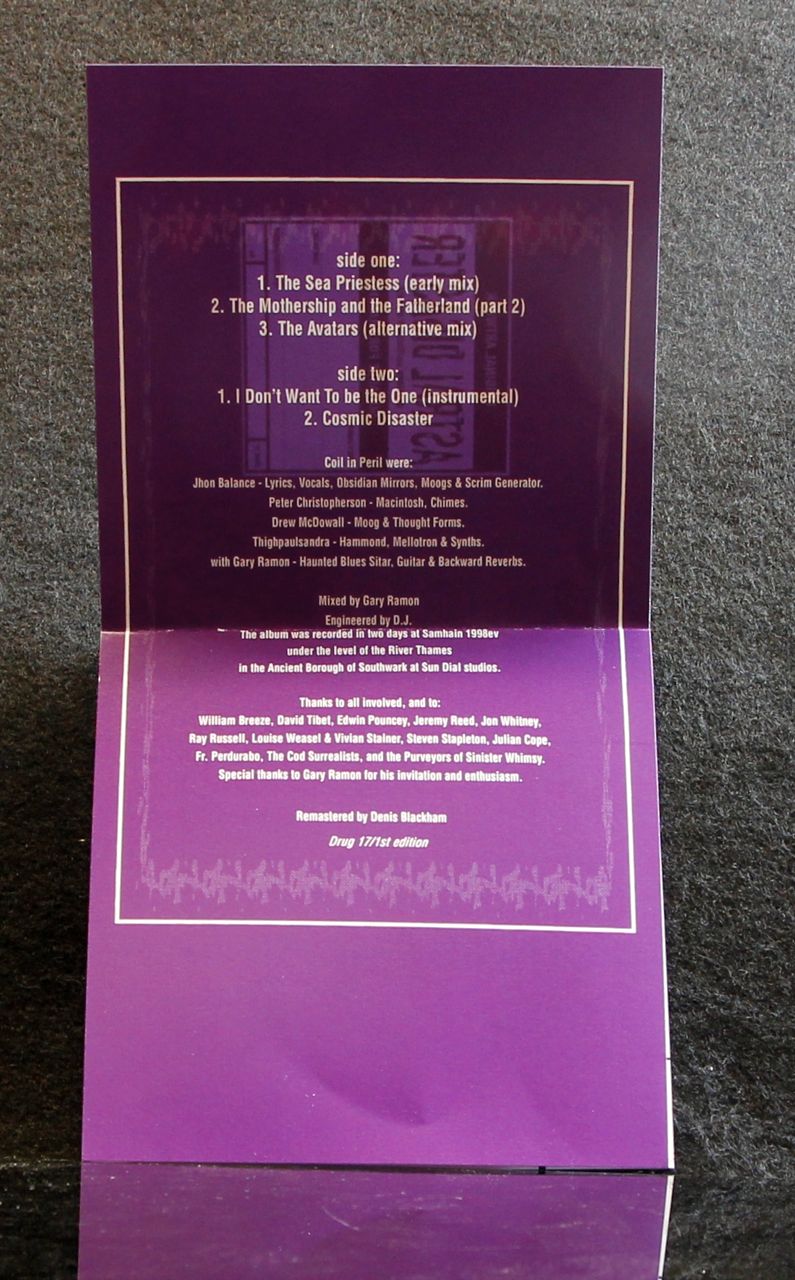 side one:
1. The Sea Priestess (early mix)
2. The Mothership and the Fatherland (part 2)
3. The Avatars (alternative mix)
side two:
1. I Don't Want To be the One (instrumental)
2. Cosmic Disaster
Coil in Peril were:
Jhon Balance - Lyrics, Vocals, Obsidian Mirrors, Moogs & Scrim Generator.
Peter Christopherson - Macintosh, Chimes.
Drew McDowall - Moog & Thought Forms.
Thighpaulsandra - Hammond, Mellotron & Synths.
with Gary Ramon - Haunted Blues Sitar, Guitar & Backward Reverbs.
Mixed by Gary Ramon
Engineered by D.J.
The album was recorded in two days at Samhain 1998ev
under the level of the River Thames
in the Ancient Borough of Southwark at Sun Dial studios.
Thanks to all involved, and to:
William Breeze, David Tibet, Edwin Pouncey, Jeremy Reed, Jon Whitney,
Ray Russell, Louise Weasel & Vivian Stainer, Steven Stapleton, Julian Cope,
Fr. Perdurabo, The Cod Surrealists, and the Purveyors of Sinister Whimsy.
Special thanks to Gary Ramon for his invitation and enthusiasm.
Remastered by Denis Blackham
Drug 17/1st edition